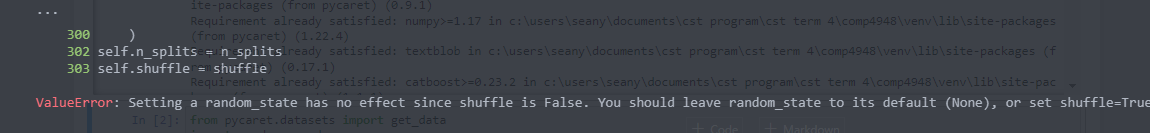 ...
ite-packages (from pycaret) (0.9.1)
Requirement already satisfied: numpy>=1.17 in c:\users\seany\documents\cst program\cst term 4\comp4948\venv\lib\site-packages
300 )
(from pycaret) (1.22.4)
302 self.n_splits = n_splits
already satisfied: textblob in c:\users\seany\documents\cst program\cst term 4\comp4948\venv\lib\site-packages (f
) (0.17.1)
303 self.shuffle = shuffle
Requirement already satisfied: catboost>=0.23.2 in c:\users\seany\documents\cst program\cst term 4\comp4948\venv\lib\site-pac
ValueError: Setting a random_state has no effect since shuffle is False. You should leave random_state to its default (None), or set shuffle=True
In [2]: from pycaret.datasets import get_data
+ Code + Markdown